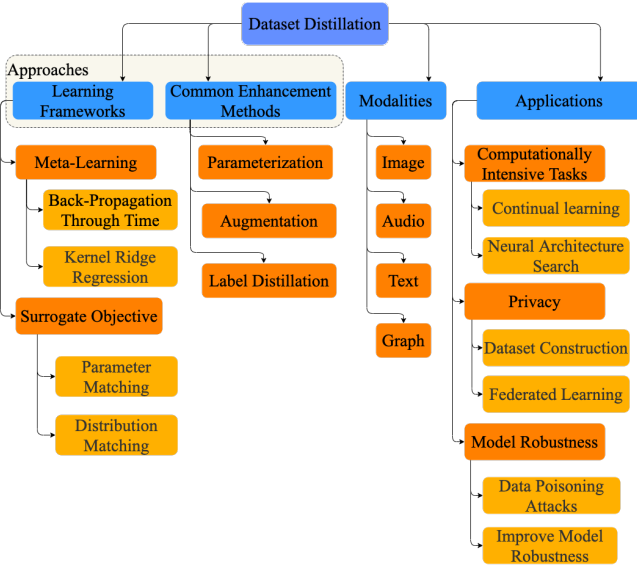 Dataset Distillation
Approaches
Learning
Frameworks
Common Enhancement
Methods
Modalities
Applications
Meta-Learning
Back-Propagation
Through Time
Kernel Ridge
Regression
Surrogate Objective
Parameter
Matching
Distribution
Matching
Parameterization
Augmentation
Label Distillation
Image
Audio
Text
Graph
Computationally
Intensive Tasks
Continual learning
Neural Architecture
Search
Privacy
Dataset Construction
Federated Learning
Model Robustness
Data Poisoning
Attacks
Improve Model
Robustness